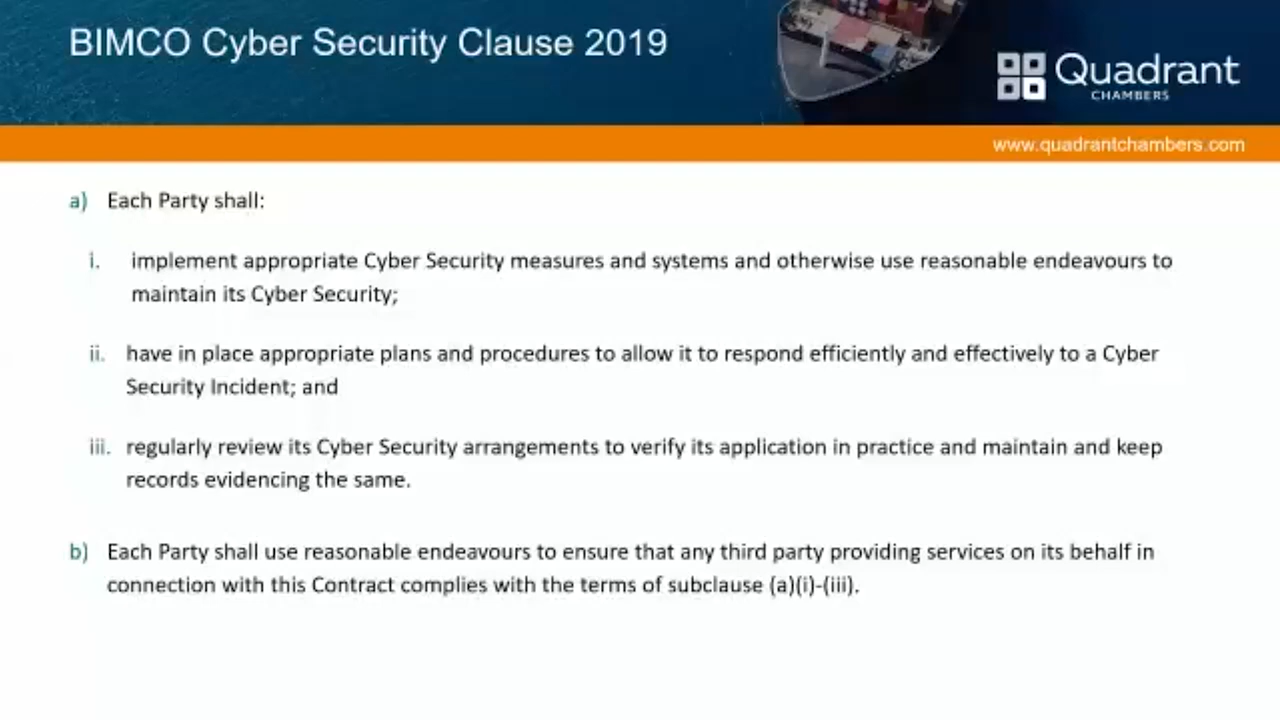 BIMCO Cyber Security Clause 2019
Quadrant
CHAMBERS
www.quadrantchambers.com
a) Each Party shall:
i. implement appropriate Cyber Security measures and systems and otherwise use reasonable endeavours to
maintain its Cyber Security;
ii. have in place appropriate plans and procedures to allow it to respond efficiently and effectively to a Cyber
Security Incident; and
iii. regularly review its Cyber Security arrangements to verify its application in practice and maintain and keep
records evidencing the same.
b) Each Party shall use reasonable endeavours to ensure that any third party providing services on its behalf in
connection with this Contract complies with the terms of subclause (a)(i)-(iii).